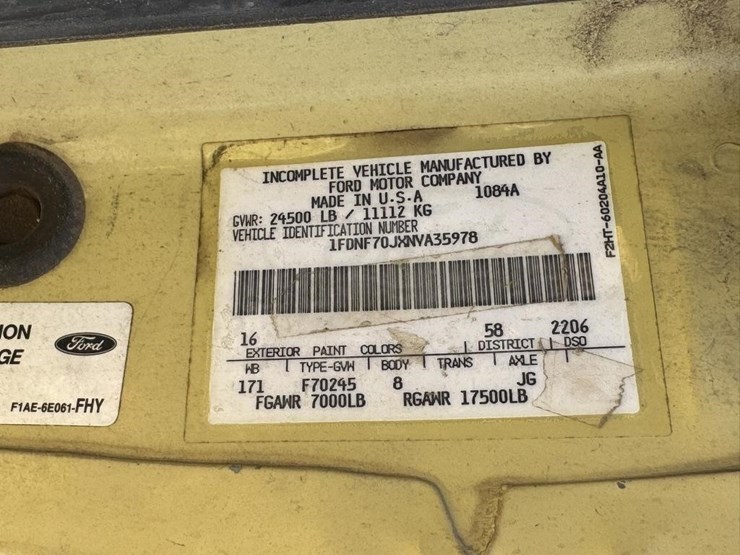 INCOMPLETE VEHICLE MANUFACTURED BY
FORD MOTOR COMPANY
MADE IN U.S.A 1084A
GVWR: 24500 LB / 11112 KG
VEHICLE IDENTIFICATION NUMBER
1FDNF70JXNVA35978
16 58 2206
EXTERIOR PAINT COLORS DISTRICT DSO
WB TYPE-GVW BODY TRANS AXLE
171 F70245 8 JG
FGAWR 7000LB RGAWR 17500LB
F2HT-60204A10-AA
ION
GE
Ford
F1AE-6E061-FHY